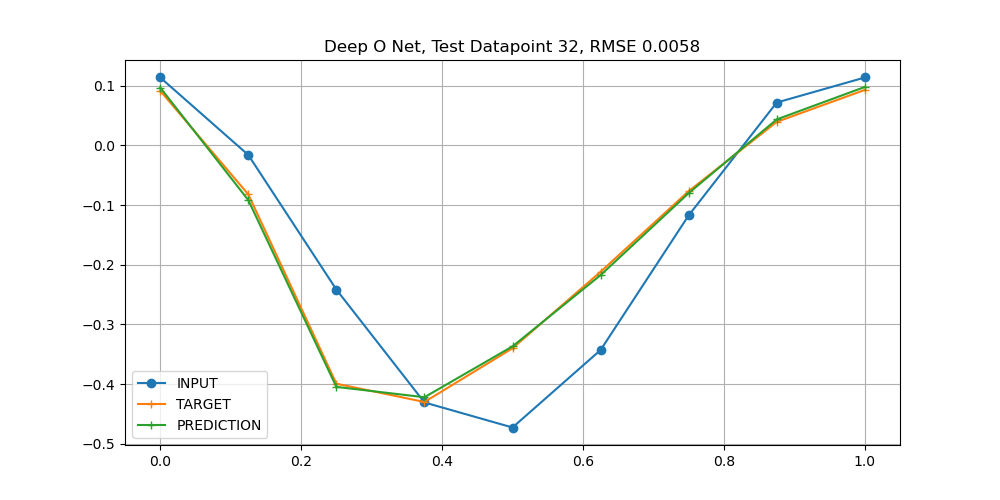 Deep O Net, Test Datapoint 32, RMSE 0.0058
0.1
0.0
−0.1
−0.2
−0.3
−0.4
−0.5
INPUT
TARGET
PREDICTION
0.0 0.2 0.4 0.6 0.8 1.0